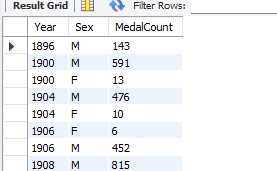 Result Grid Filter Rows:
Year Sex MedalCount
1896 M 143
1900 M 591
1900 F 13
1904 M 476
1904 F 10
1906 F 6
1906 M 452
1908 M 815